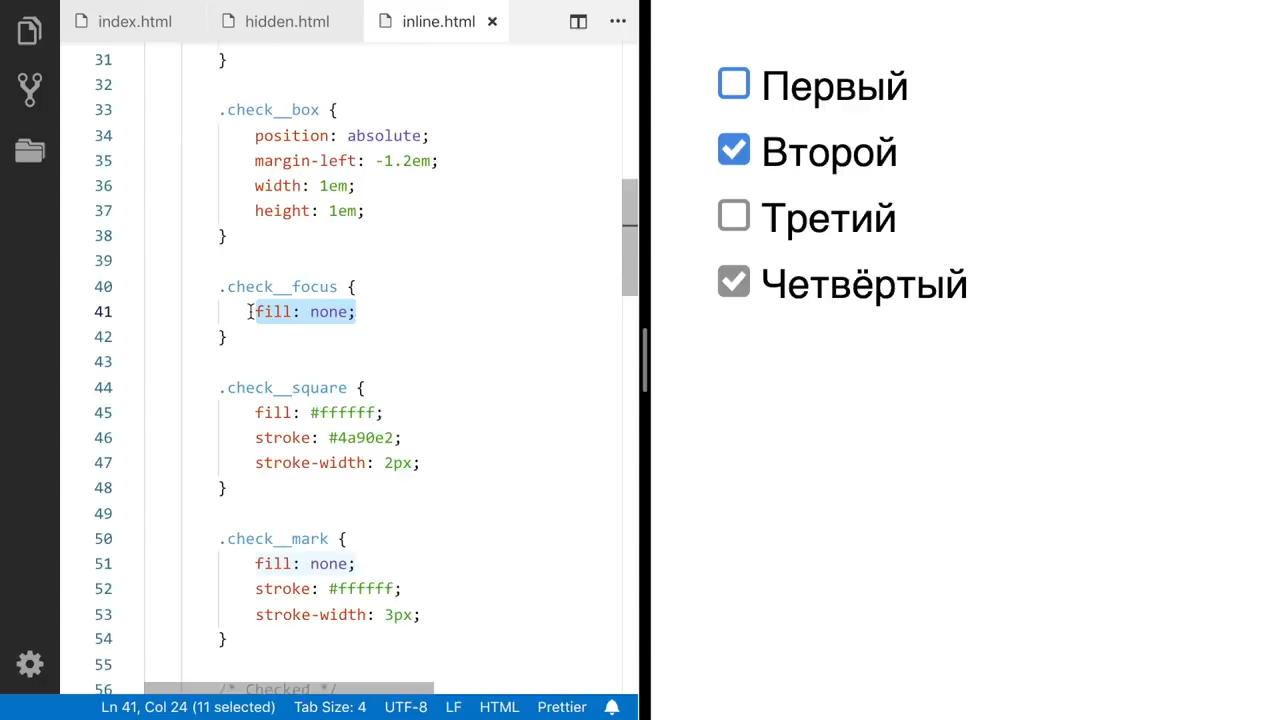 index.html hidden.html inline.html
31 }
32
33 .check__box {
34 position: absolute;
35 margin-left: -1.2em;
36 width: 1em;
37 height: 1em;
38 }
39
40 .check__focus {
41 fill: none;
42 }
43
44 .check__square {
45 fill: #ffffff;
46 stroke: #4a90e2;
47 stroke-width: 2px;
48 }
49
50 .check__mark {
51 fill: none;
52 stroke: #ffffff;
53 stroke-width: 3px;
54 }
55
56 /* Checked */
Ln 41, Col 24 (11 selected) Tab Size: 4 UTF-8 LF HTML Prettier
Первый
Второй
Третий
Четвёртый